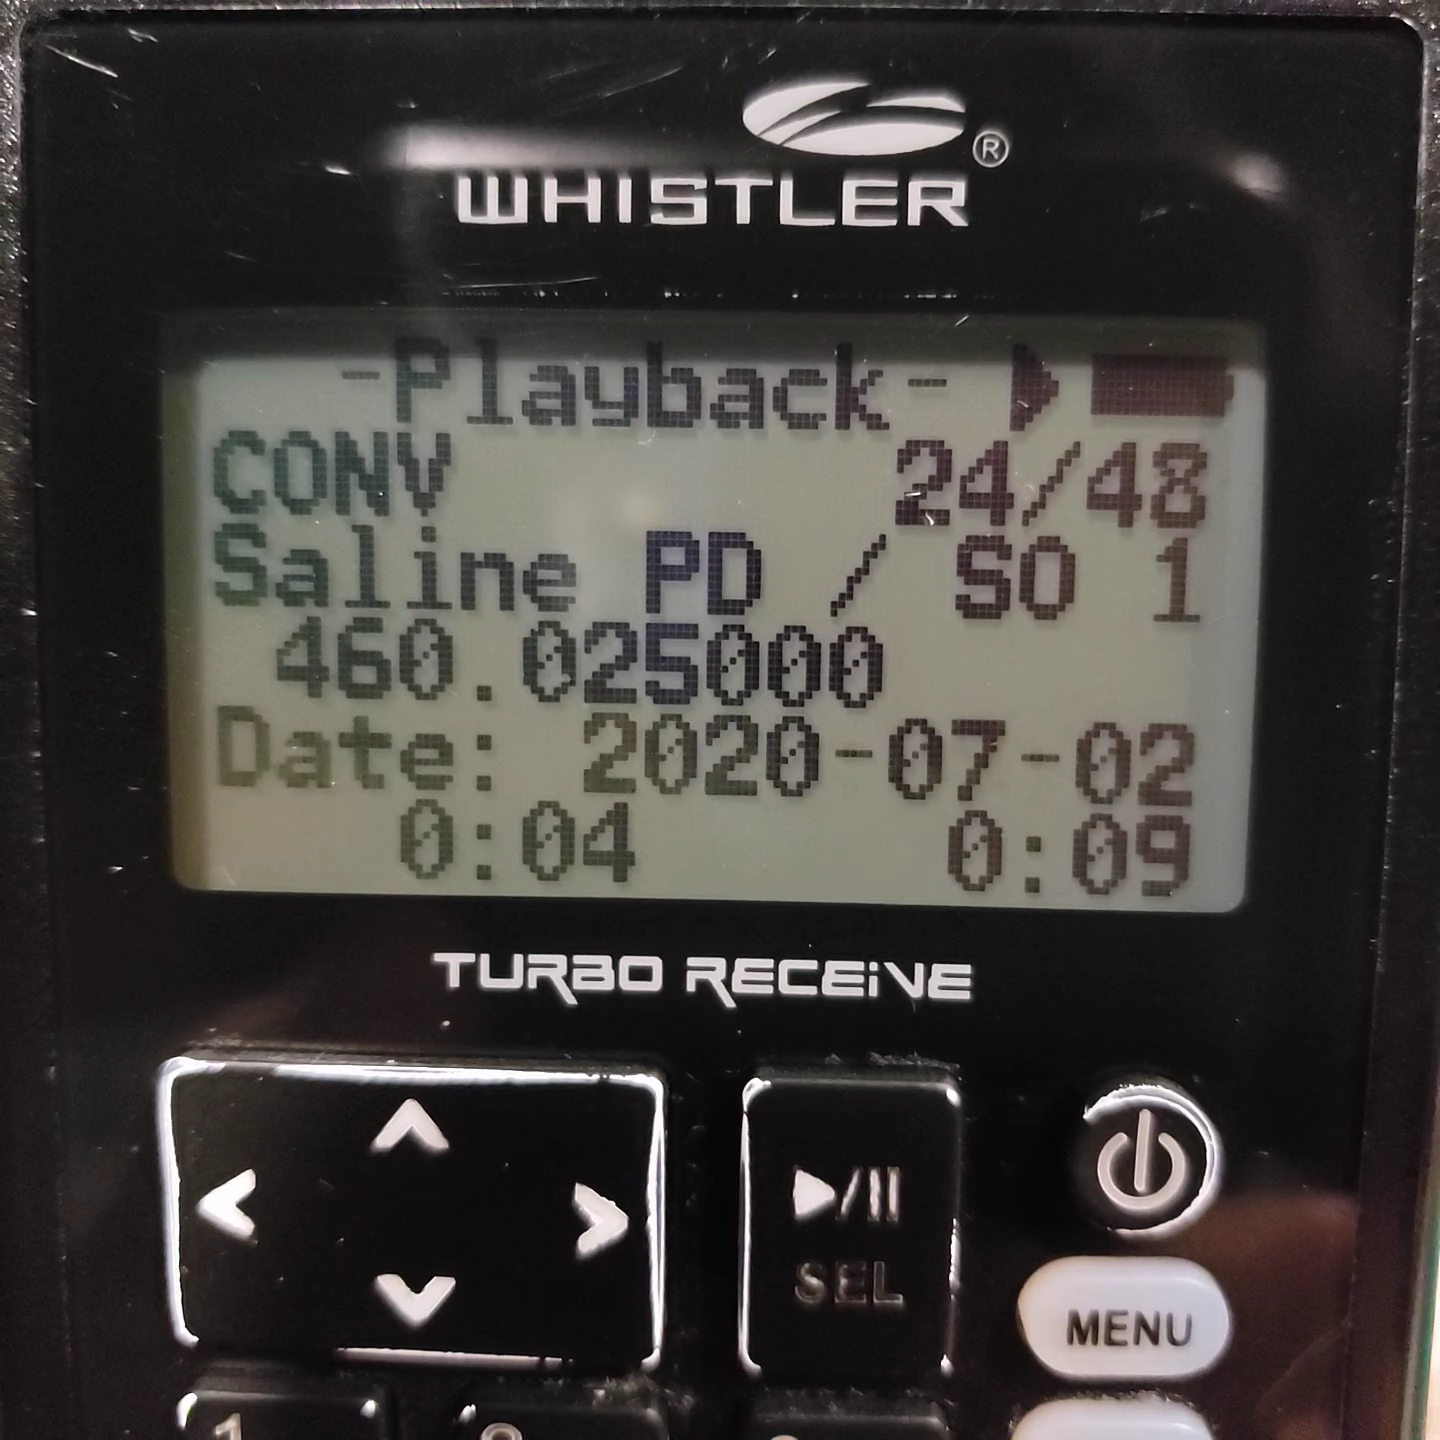 ®
WHISTLER
-Playback-
CONV 24/48
Saline PD / SO 1
460.025000
Date: 2020-07-02
0:04 0:09
TURBO RECEIVE
SEL
MENU
1